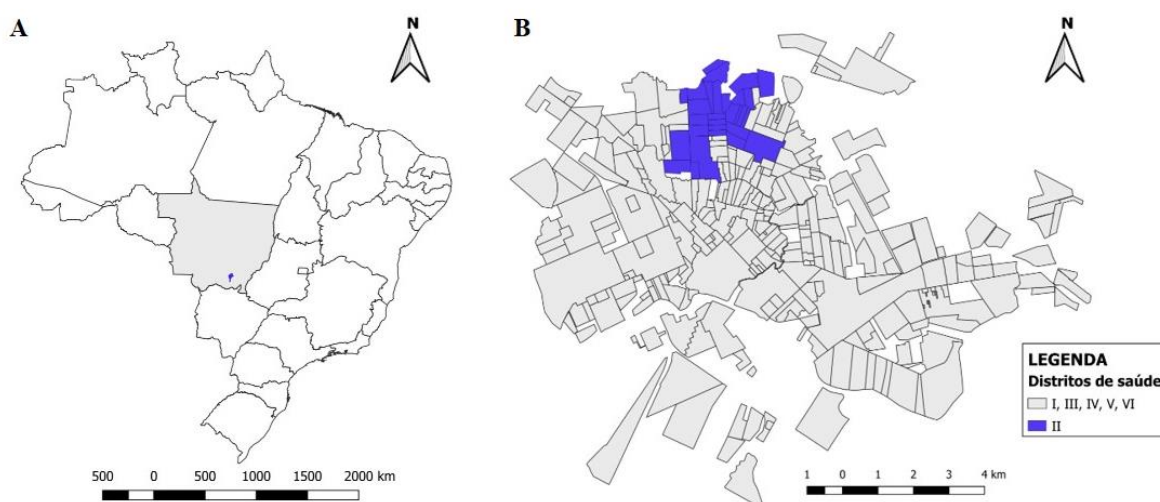 A
N
500 0 500 1000 1500 2000 km
B
N
LEGENDA
Distritos de saúde
I, III, IV, V, VI
II
1 0 1 2 3 4 km